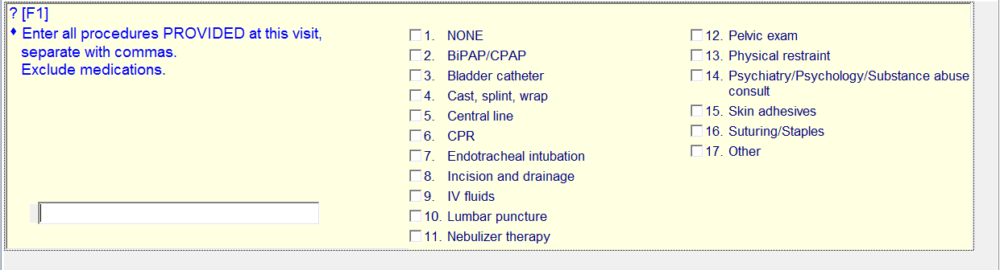 ? [F1]
♦ Enter all procedures PROVIDED at this visit,
separate with commas.
Exclude medications.
1. NONE
2. BiPAP/CPAP
3. Bladder catheter
4. Cast, splint, wrap
5. Central line
6. CPR
7. Endotracheal intubation
8. Incision and drainage
9. IV fluids
10. Lumbar puncture
11. Nebulizer therapy
12. Pelvic exam
13. Physical restraint
14. Psychiatry/Psychology/Substance abuse
consult
15. Skin adhesives
16. Suturing/Staples
17. Other